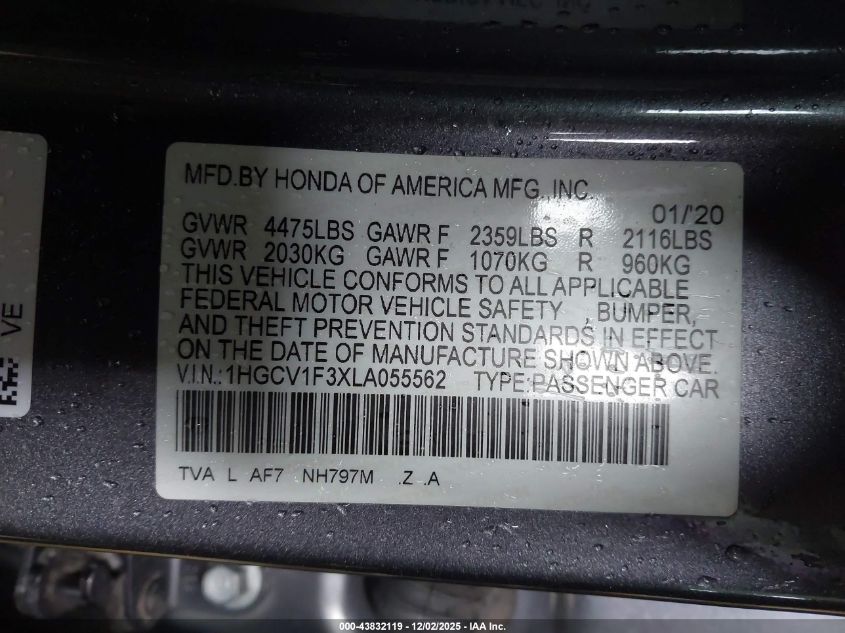 MFD.BY HONDA OF AMERICA MFG.,INC.
01/'20
GVWR 4475LBS GAWR F 2359LBS R 2116LBS
GVWR 2030KG GAWR F 1070KG R 960KG
THIS VEHICLE CONFORMS TO ALL APPLICABLE
FEDERAL MOTOR VEHICLE SAFETY , BUMPER,
AND THEFT PREVENTION STANDARDS IN EFFECT
ON THE DATE OF MANUFACTURE SHOWN ABOVE.
V.I.N.:1HGCV1F3XLA055562 TYPE:PASSENGER CAR
TVA L AF7 NH797M .Z .A
VE
000-43832119 - 12/02/2025 - IAA Inc.